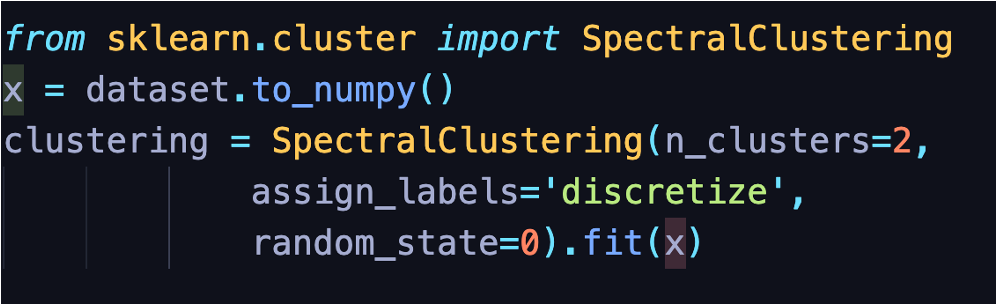 from sklearn.cluster import SpectralClustering
x = dataset.to_numpy()
clustering = SpectralClustering(n_clusters=2,
            assign_labels='discretize',
            random_state=0).fit(x)